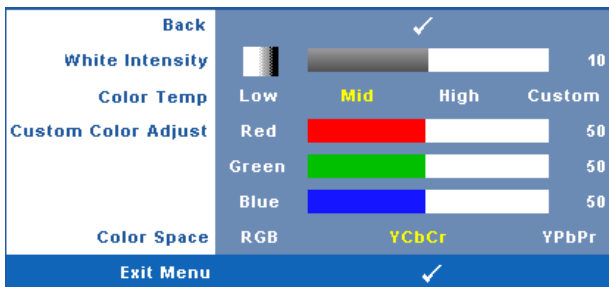 Back
White Intensity 10
Color Temp Low Mid High Custom
Custom Color Adjust Red 50
Green 50
Blue 50
Color Space RGB YCbCr YPbPr
Exit Menu